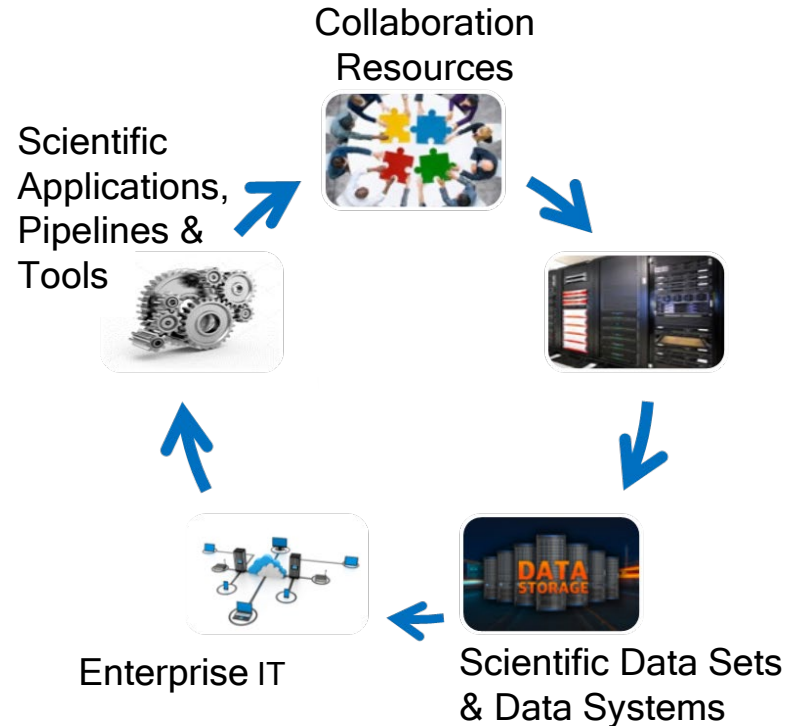 Collaboration
Resources
Scientific
Applications,
Pipelines &
Tools
DATA
STORAGE
Enterprise IT
Scientific Data Sets
& Data Systems